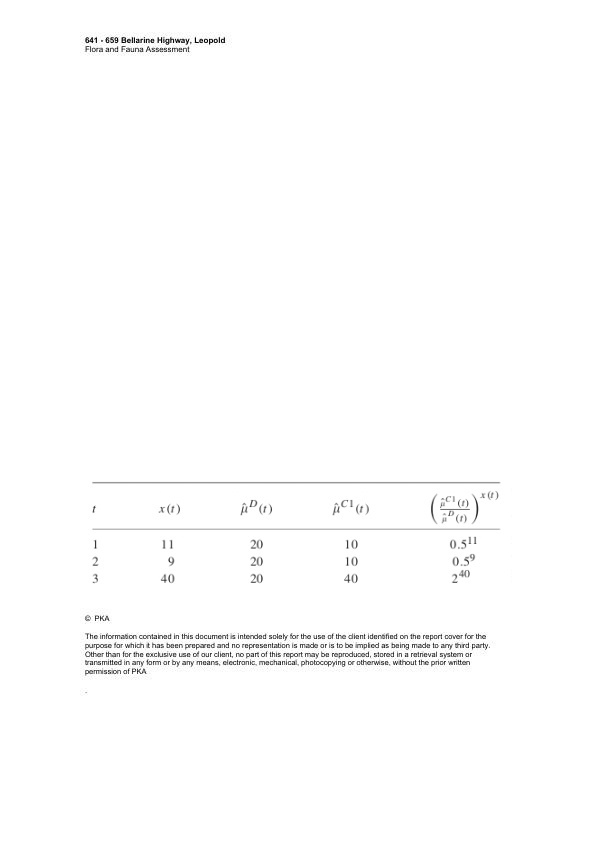 641 - 659 Bellarine Highway, Leopold
Flora and Fauna Assessment
t x(t) μ̂^D(t) μ̂^C1(t) (μ̂^C1(t)/μ̂^D(t))^x(t)
1 11 20 10 0.5^11
2 9 20 10 0.5^9
3 40 20 40 2^40
© PKA
The information contained in this document is intended solely for the use of the client identified on the report cover for the
purpose for which it has been prepared and no representation is made or is to be implied as being made to any third party.
Other than for the exclusive use of our client, no part of this report may be reproduced, stored in a retrieval system or
transmitted in any form or by any means, electronic, mechanical, photocopying or otherwise, without the prior written
permission of PKA
.